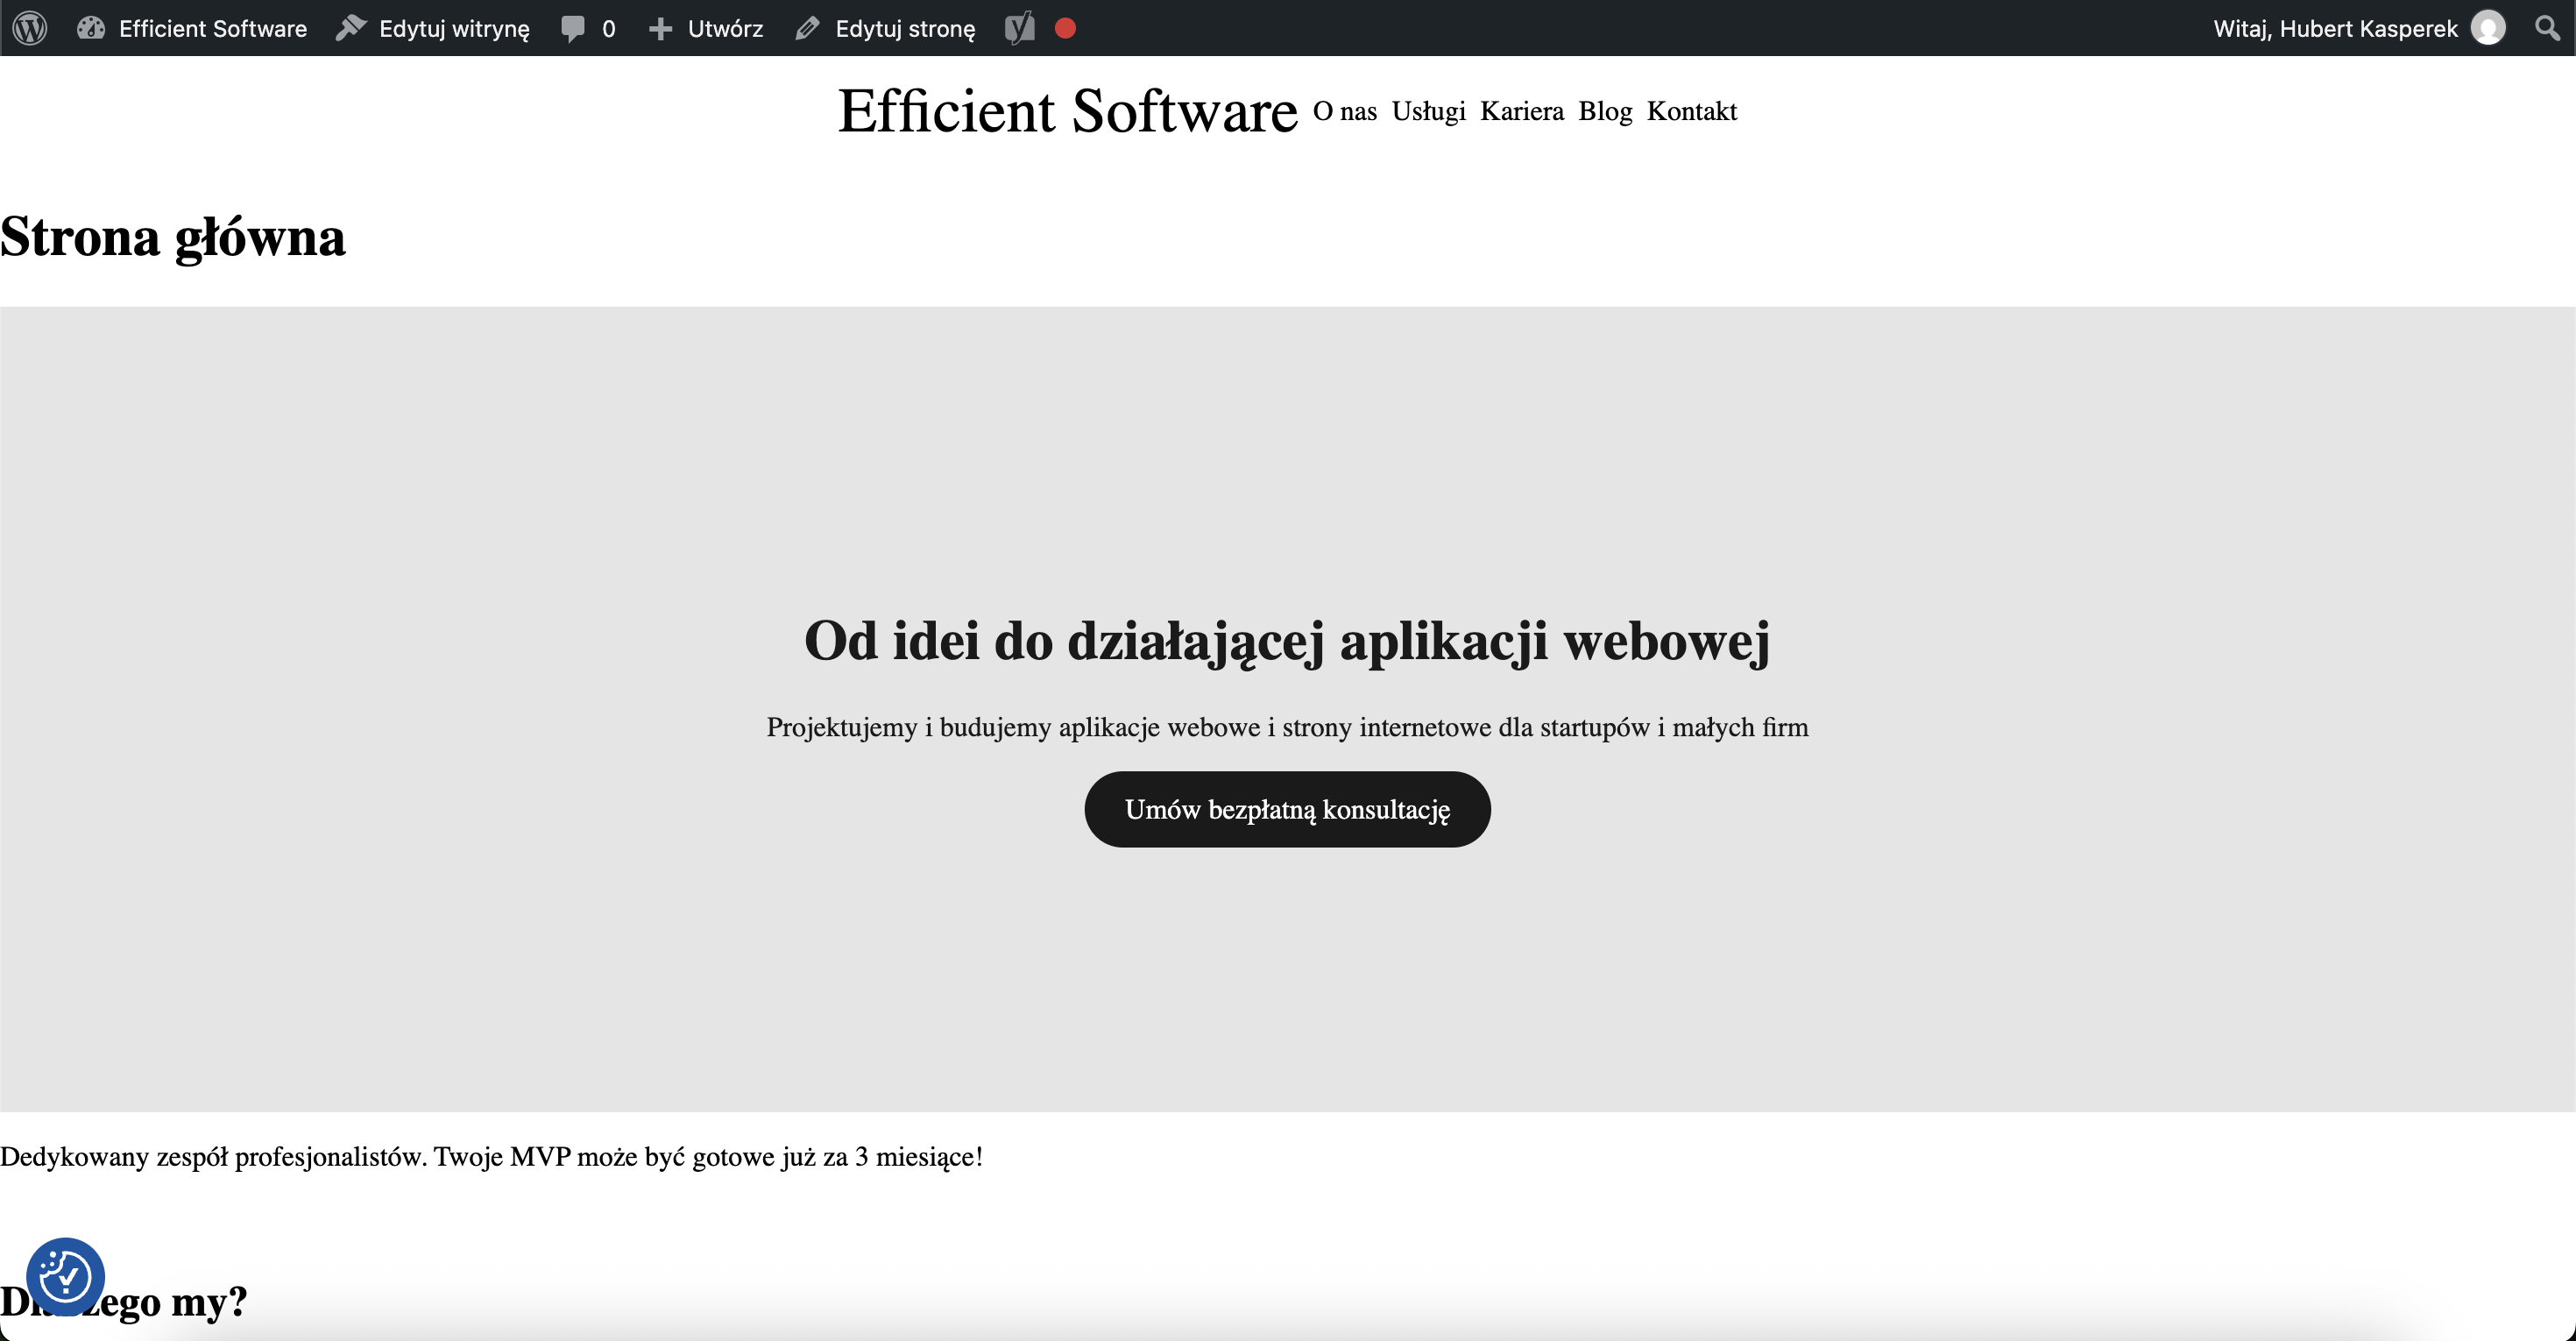 Efficient Software Edytuj witrynę 0 Utwórz Edytuj stronę Witaj, Hubert Kasperek
Efficient Software O nas Usługi Kariera Blog Kontakt
Strona główna
Od idei do działającej aplikacji webowej
Projektujemy i budujemy aplikacje webowe i strony internetowe dla startupów i małych firm
Umów bezpłatną konsultację
Dedykowany zespół profesjonalistów. Twoje MVP może być gotowe już za 3 miesiące!
my?